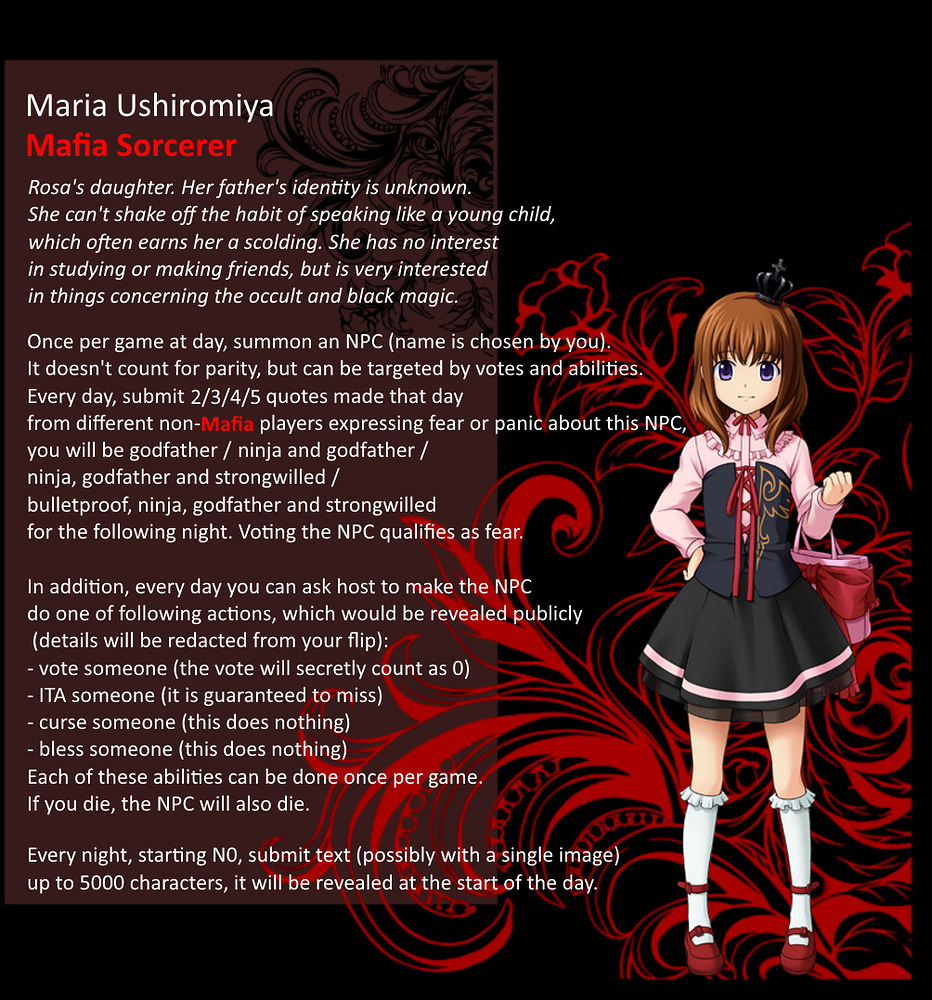 Maria Ushiromiya
Mafia Sorcerer
Rosa's daughter. Her father's identity is unknown.
She can't shake off the habit of speaking like a young child,
which often earns her a scolding. She has no interest
in studying or making friends, but is very interested
in things concerning the occult and black magic.
Once per game at day, summon an NPC (name is chosen by you).
It doesn't count for parity, but can be targeted by votes and abilities.
Every day, submit 2/3/4/5 quotes made that day
from different non-Mafia players expressing fear or panic about this NPC,
you will be godfather / ninja and godfather /
ninja, godfather and strongwilled /
bulletproof, ninja, godfather and strongwilled
for the following night. Voting the NPC qualifies as fear.
In addition, every day you can ask host to make the NPC
do one of following actions, which would be revealed publicly
(details will be redacted from your flip):
- vote someone (the vote will secretly count as 0)
- ITA someone (it is guaranteed to miss)
- curse someone (this does nothing)
- bless someone (this does nothing)
Each of these abilities can be done once per game.
If you die, the NPC will also die.
Every night, starting N0, submit text (possibly with a single image)
up to 5000 characters, it will be revealed at the start of the day.